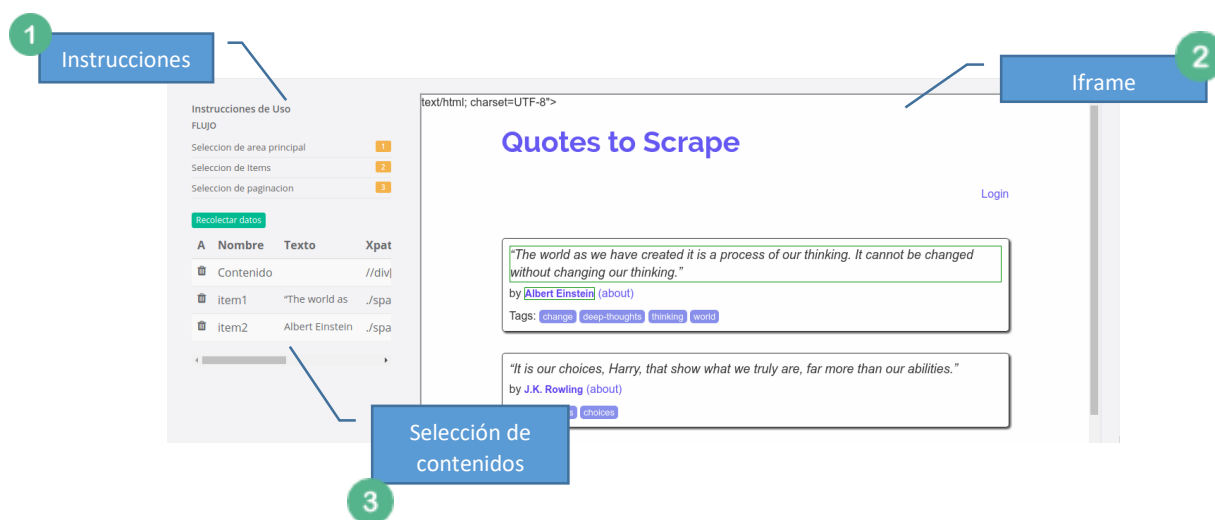 1
Instrucciones
2
Iframe
Instrucciones de Uso
FLUJO
Seleccion de area principal 1
Seleccion de Items 2
Seleccion de paginacion 3
Recolectar datos
A Nombre Texto Xpat
Contenido //div|
item1 “The world as ./spa
item2 Albert Einstein ./spa
text/html; charset=UTF-8">
Quotes to Scrape
Login
“The world as we have created it is a process of our thinking. It cannot be changed
without changing our thinking.”
by Albert Einstein (about)
Tags: change deep-thoughts thinking world
“It is our choices, Harry, that show what we truly are, far more than our abilities.”
by J.K. Rowling (about)
choices
Selección de
contenidos
3